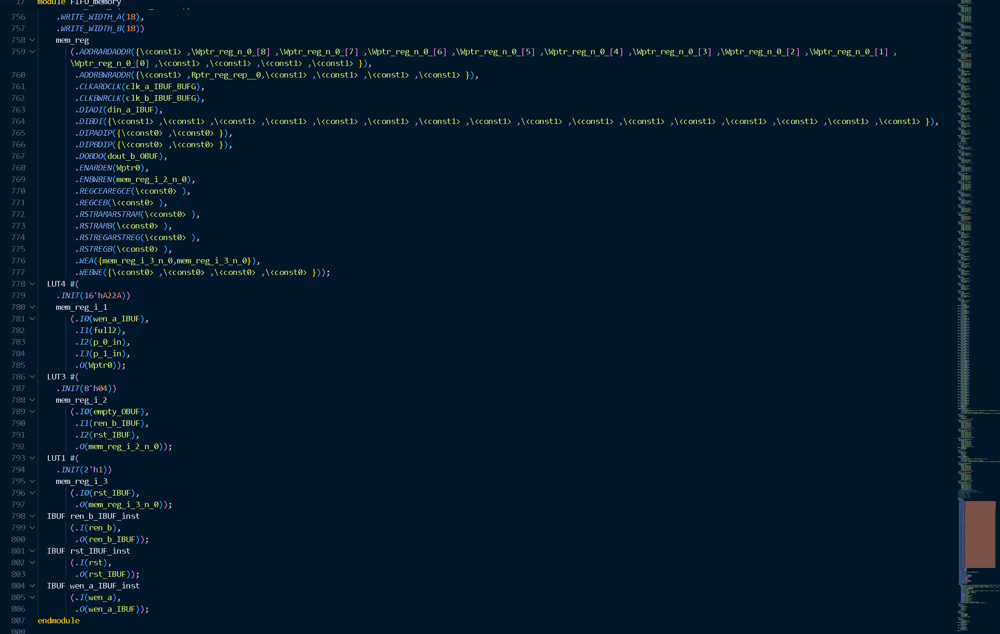 17 module FIFO_memory
756 .WRITE_WIDTH_A(18),
757 .WRITE_WIDTH_B(18))
758 mem_reg
759 (.ADDRARDADDR({\<const1> ,\Wptr_reg_n_0_[8] ,\Wptr_reg_n_0_[7] ,\Wptr_reg_n_0_[6] ,\Wptr_reg_n_0_[5] ,\Wptr_reg_n_0_[4] ,\Wptr_reg_n_0_[3] ,\Wptr_reg_n_0_[2] ,\Wptr_reg_n_0_[1] ,
\Wptr_reg_n_0_[0] ,\<const1> ,\<const1> ,\<const1> ,\<const1> }),
760 .ADDRBWRADDR({\<const1> ,Rptr_reg_rep__0,\<const1> ,\<const1> ,\<const1> ,\<const1> }),
761 .CLKARDCLK(clk_a_IBUF_BUFG),
762 .CLKBWRCLK(clk_b_IBUF_BUFG),
763 .DIADI(din_a_IBUF),
764 .DIBDI({\<const1> ,\<const1> ,\<const1> ,\<const1> ,\<const1> ,\<const1> ,\<const1> ,\<const1> ,\<const1> ,\<const1> ,\<const1> ,\<const1> ,\<const1> ,\<const1> ,\<const1> ,\<const1> }),
765 .DIPADIP({\<const0> ,\<const0> }),
766 .DIPBDIP({\<const0> ,\<const0> }),
767 .DOBDO(dout_b_OBUF),
768 .ENARDEN(Wptr0),
769 .ENBWREN(mem_reg_i_2_n_0),
770 .REGCEAREGCE(\<const0> ),
771 .REGCEB(\<const0> ),
772 .RSTRAMARSTRAM(\<const0> ),
773 .RSTRAMB(\<const0> ),
774 .RSTREGARSTREG(\<const0> ),
775 .RSTREGB(\<const0> ),
776 .WEA({mem_reg_i_3_n_0,mem_reg_i_3_n_0}),
777 .WEBWE({\<const0> ,\<const0> ,\<const0> ,\<const0> }));
778 LUT4 #(
779 .INIT(16'hA22A))
780 mem_reg_i_1
781 (.I0(wen_a_IBUF),
782 .I1(full2),
783 .I2(p_0_in),
784 .I3(p_1_in),
785 .O(Wptr0));
786 LUT3 #(
787 .INIT(8'h04))
788 mem_reg_i_2
789 (.I0(empty_OBUF),
790 .I1(ren_b_IBUF),
791 .I2(rst_IBUF),
792 .O(mem_reg_i_2_n_0));
793 LUT1 #(
794 .INIT(2'h1))
795 mem_reg_i_3
796 (.I0(rst_IBUF),
797 .O(mem_reg_i_3_n_0));
798 IBUF ren_b_IBUF_inst
799 (.I(ren_b),
800 .O(ren_b_IBUF));
801 IBUF rst_IBUF_inst
802 (.I(rst),
803 .O(rst_IBUF));
804 IBUF wen_a_IBUF_inst
805 (.I(wen_a),
806 .O(wen_a_IBUF));
807 endmodule
808